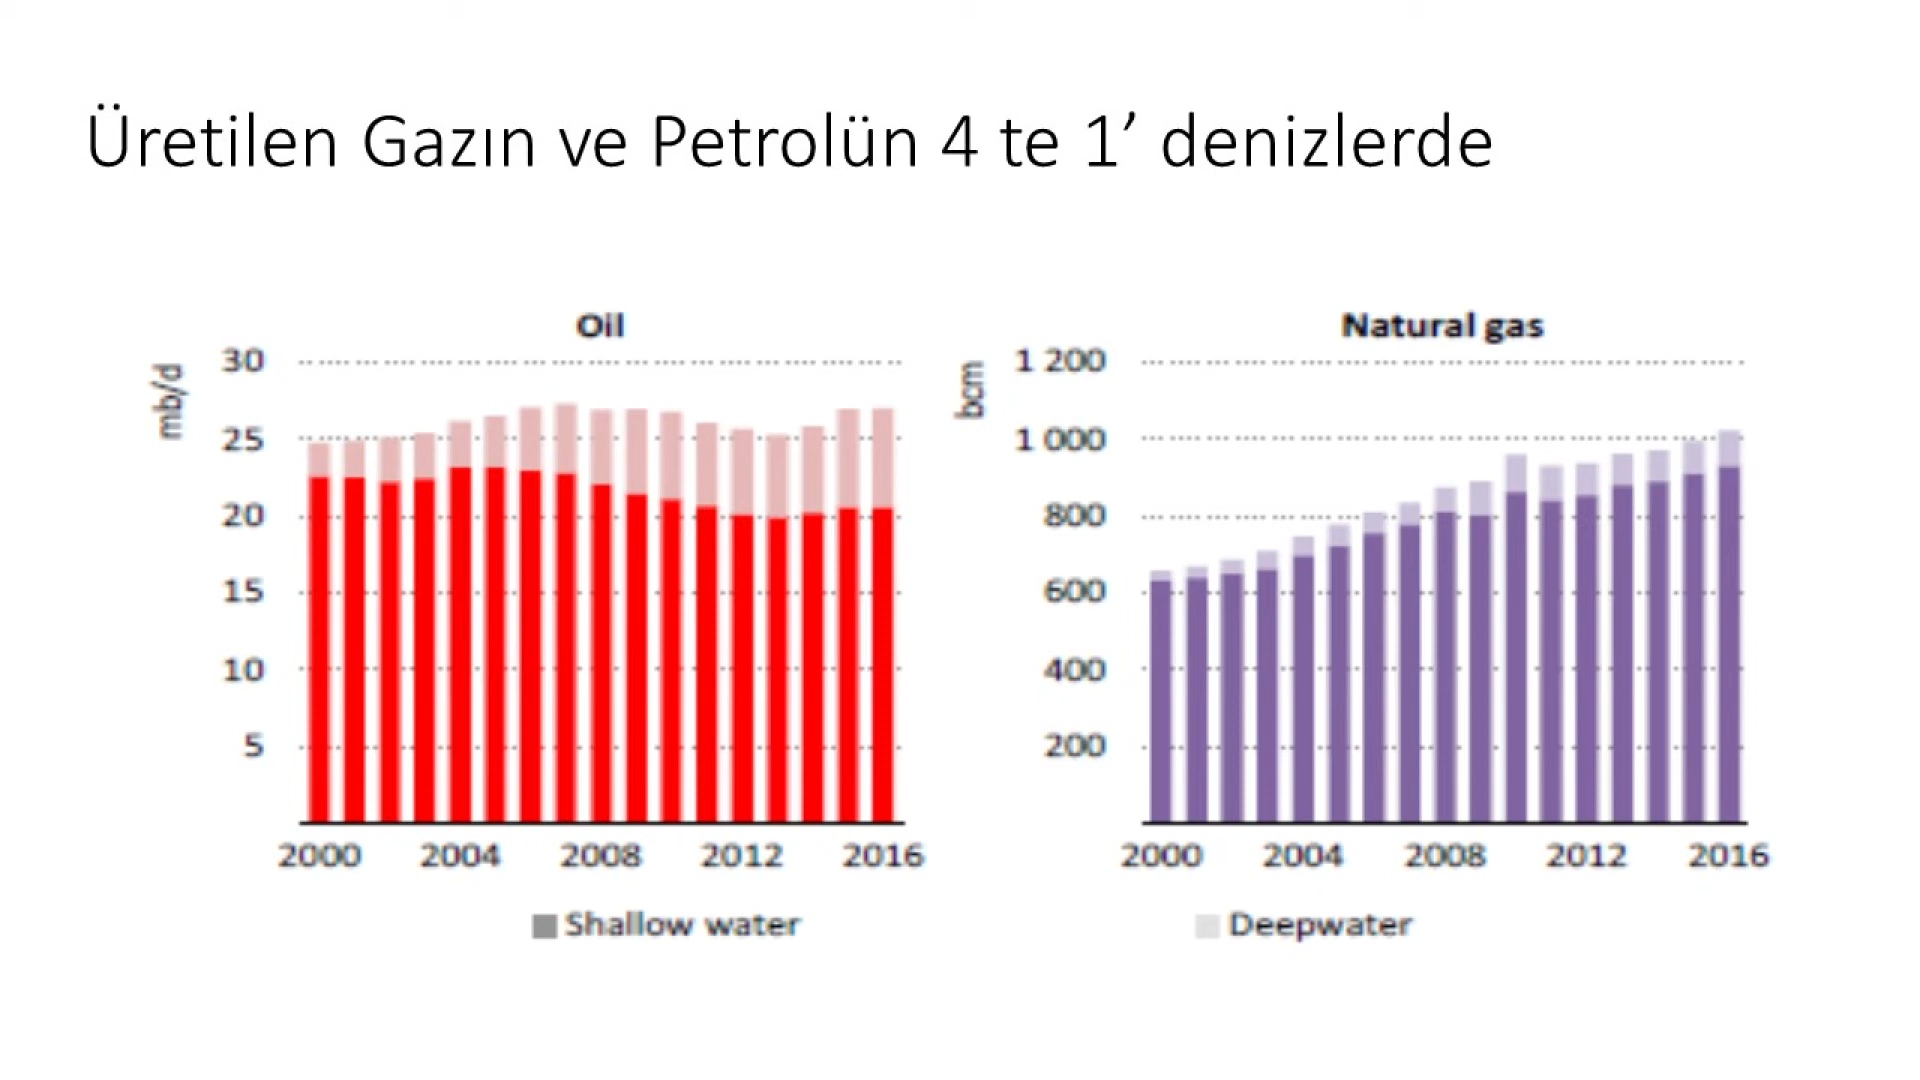 Üretilen Gazın ve Petrolün 4 te 1’ denizlerde
Oil
mb/d
30
25
20
15
10
5
2000 2004 2008 2012 2016
Natural gas
bcm
1 200
1 000
800
600
400
200
2000 2004 2008 2012 2016
Shallow water
Deepwater